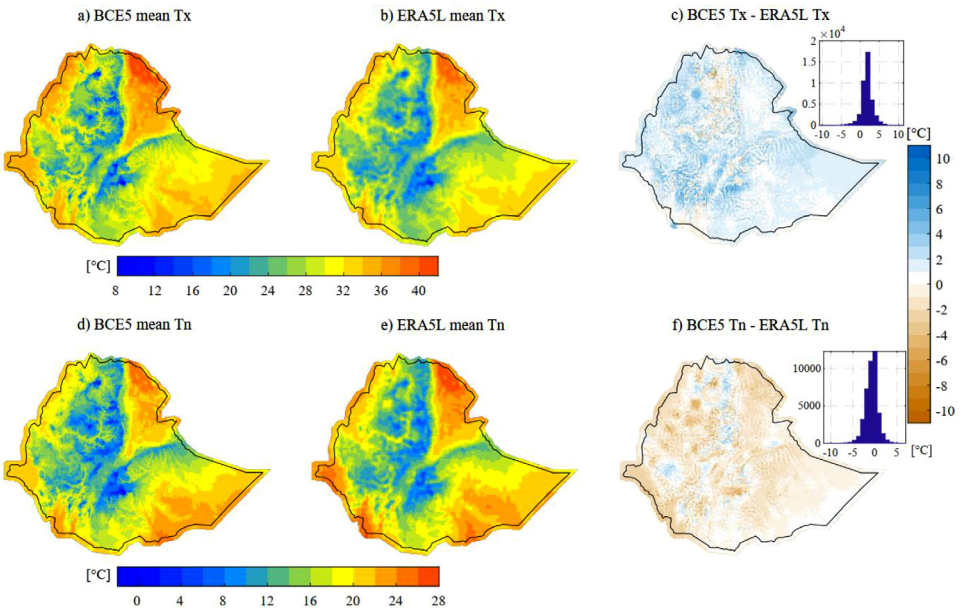 a) BCE5 mean Tx
b) ERA5L mean Tx
c) BCE5 Tx - ERA5L Tx
2 × 10^4
1.5
1
0.5
0
-10 -5 0 5 10
[°C]
10
8
6
4
2
0
-2
-4
-6
-8
-10
[°C]
8 12 16 20 24 28 32 36 40
d) BCE5 mean Tn
e) ERA5L mean Tn
f) BCE5 Tn - ERA5L Tn
10000
5000
0
-10 -5 0 5
[°C]
[°C]
0 4 8 12 16 20 24 28